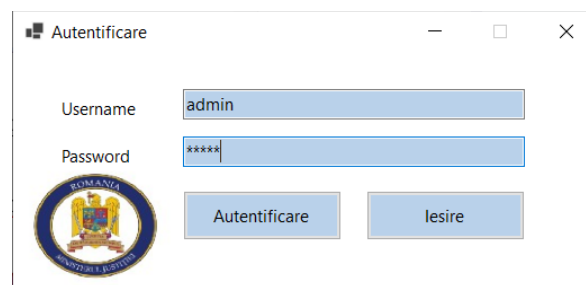 Autentificare
Username
admin
Password
*****
ROMANIA
MINISTERUL JUSTITIEI
Autentificare
Iesire